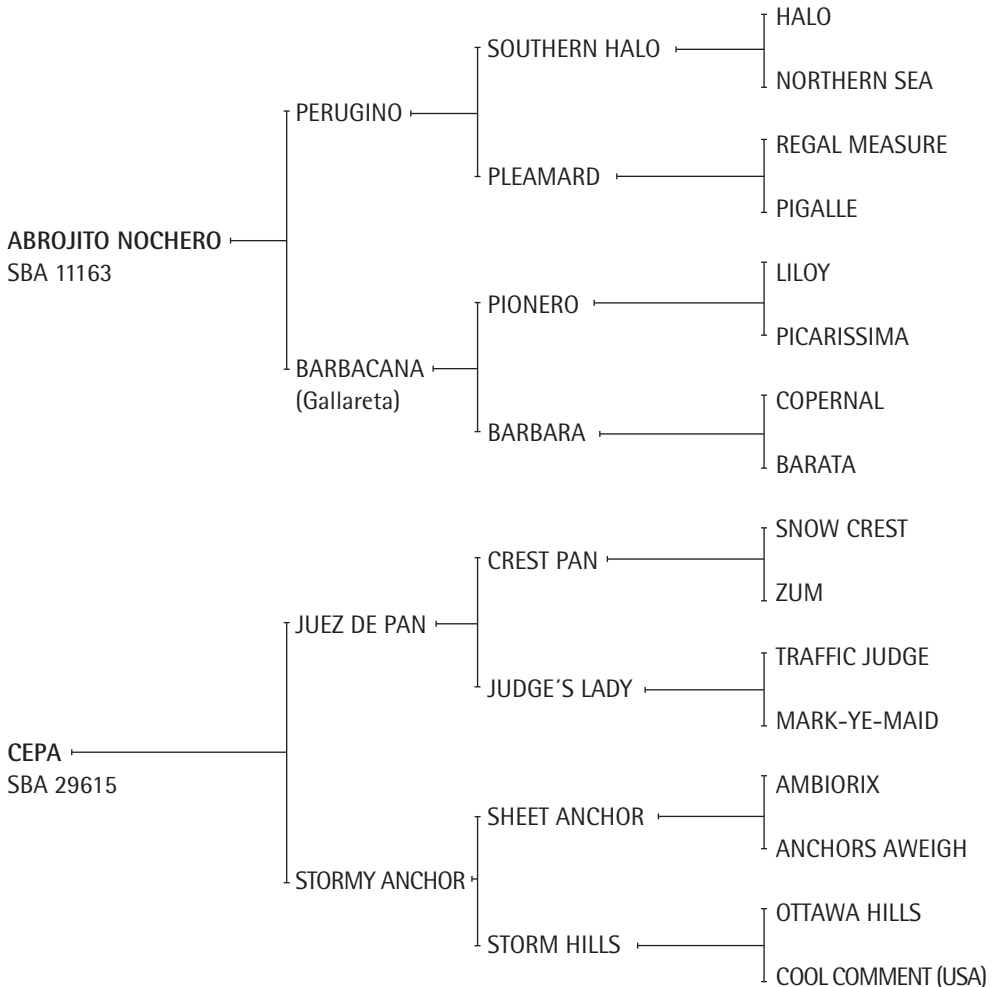 HALO
SOUTHERN HALO
NORTHERN SEA
PERUGINO
REGAL MEASURE
PLEAMARD
PIGALLE
ABROJITO NOCHERO
SBA 11163
LILOY
PIONERO
PICARISSIMA
BARBACANA
(Gallareta)
COPERNAL
BARBARA
BARATA
SNOW CREST
CREST PAN
ZUM
JUEZ DE PAN
TRAFFIC JUDGE
JUDGE´S LADY
MARK-YE-MAID
CEPA
SBA 29615
AMBIORIX
SHEET ANCHOR
ANCHORS AWEIGH
STORMY ANCHOR
OTTAWA HILLS
STORM HILLS
COOL COMMENT (USA)